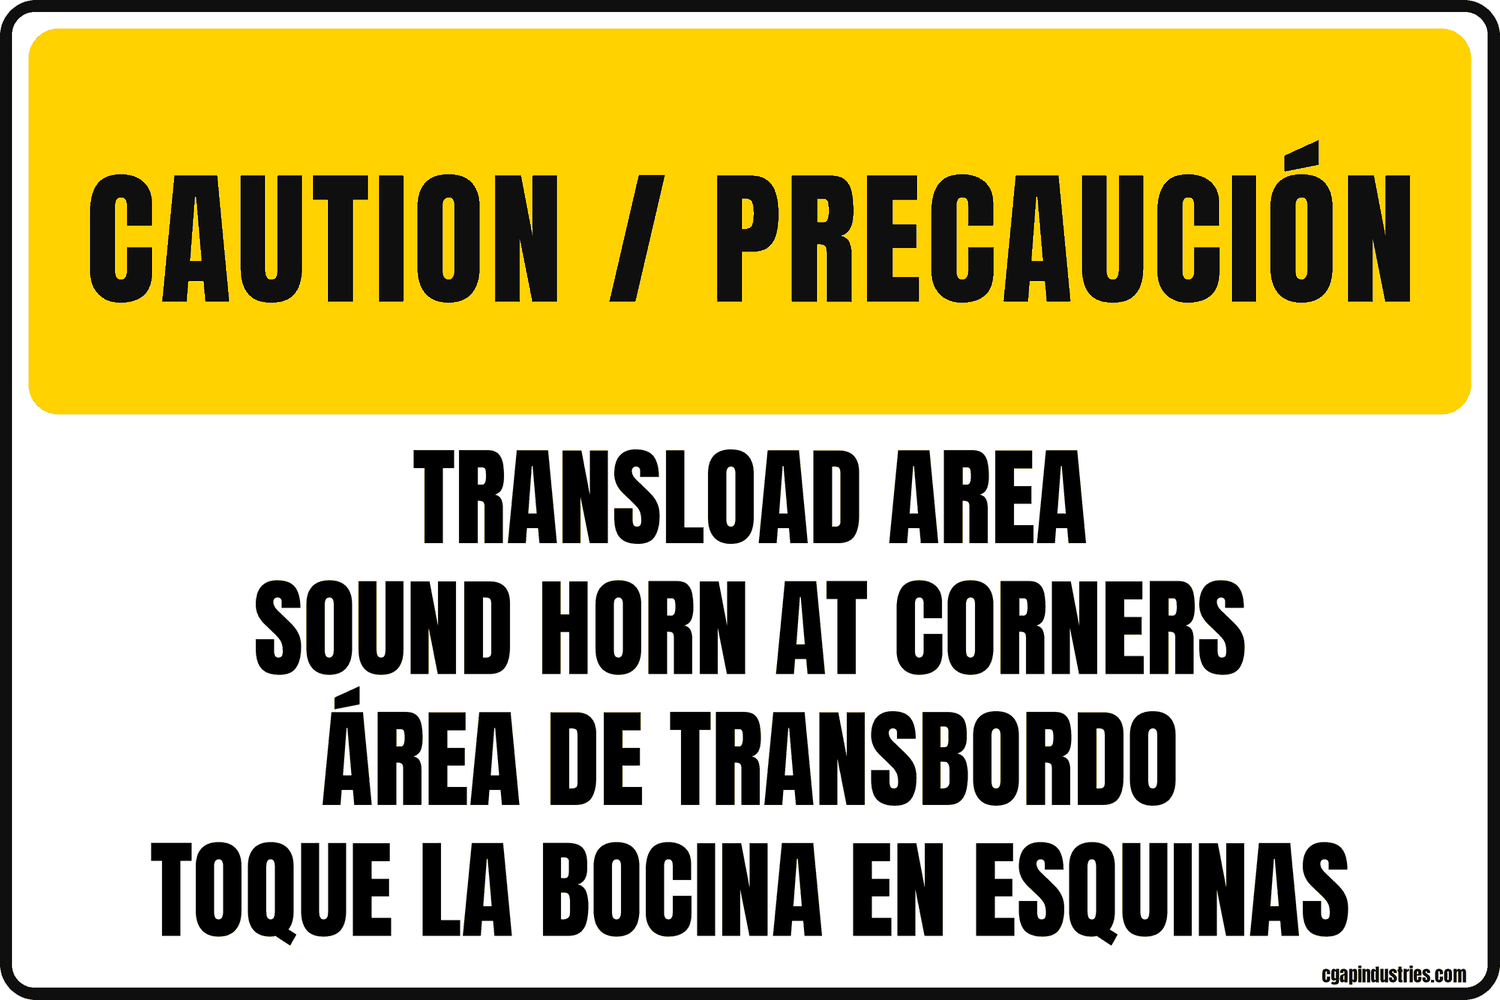 CAUTION / PRECAUCIÓN
TRANSLOAD AREA
SOUND HORN AT CORNERS
ÁREA DE TRANSBORDO
TOQUE LA BOCINA EN ESQUINAS
cgapindustries.com